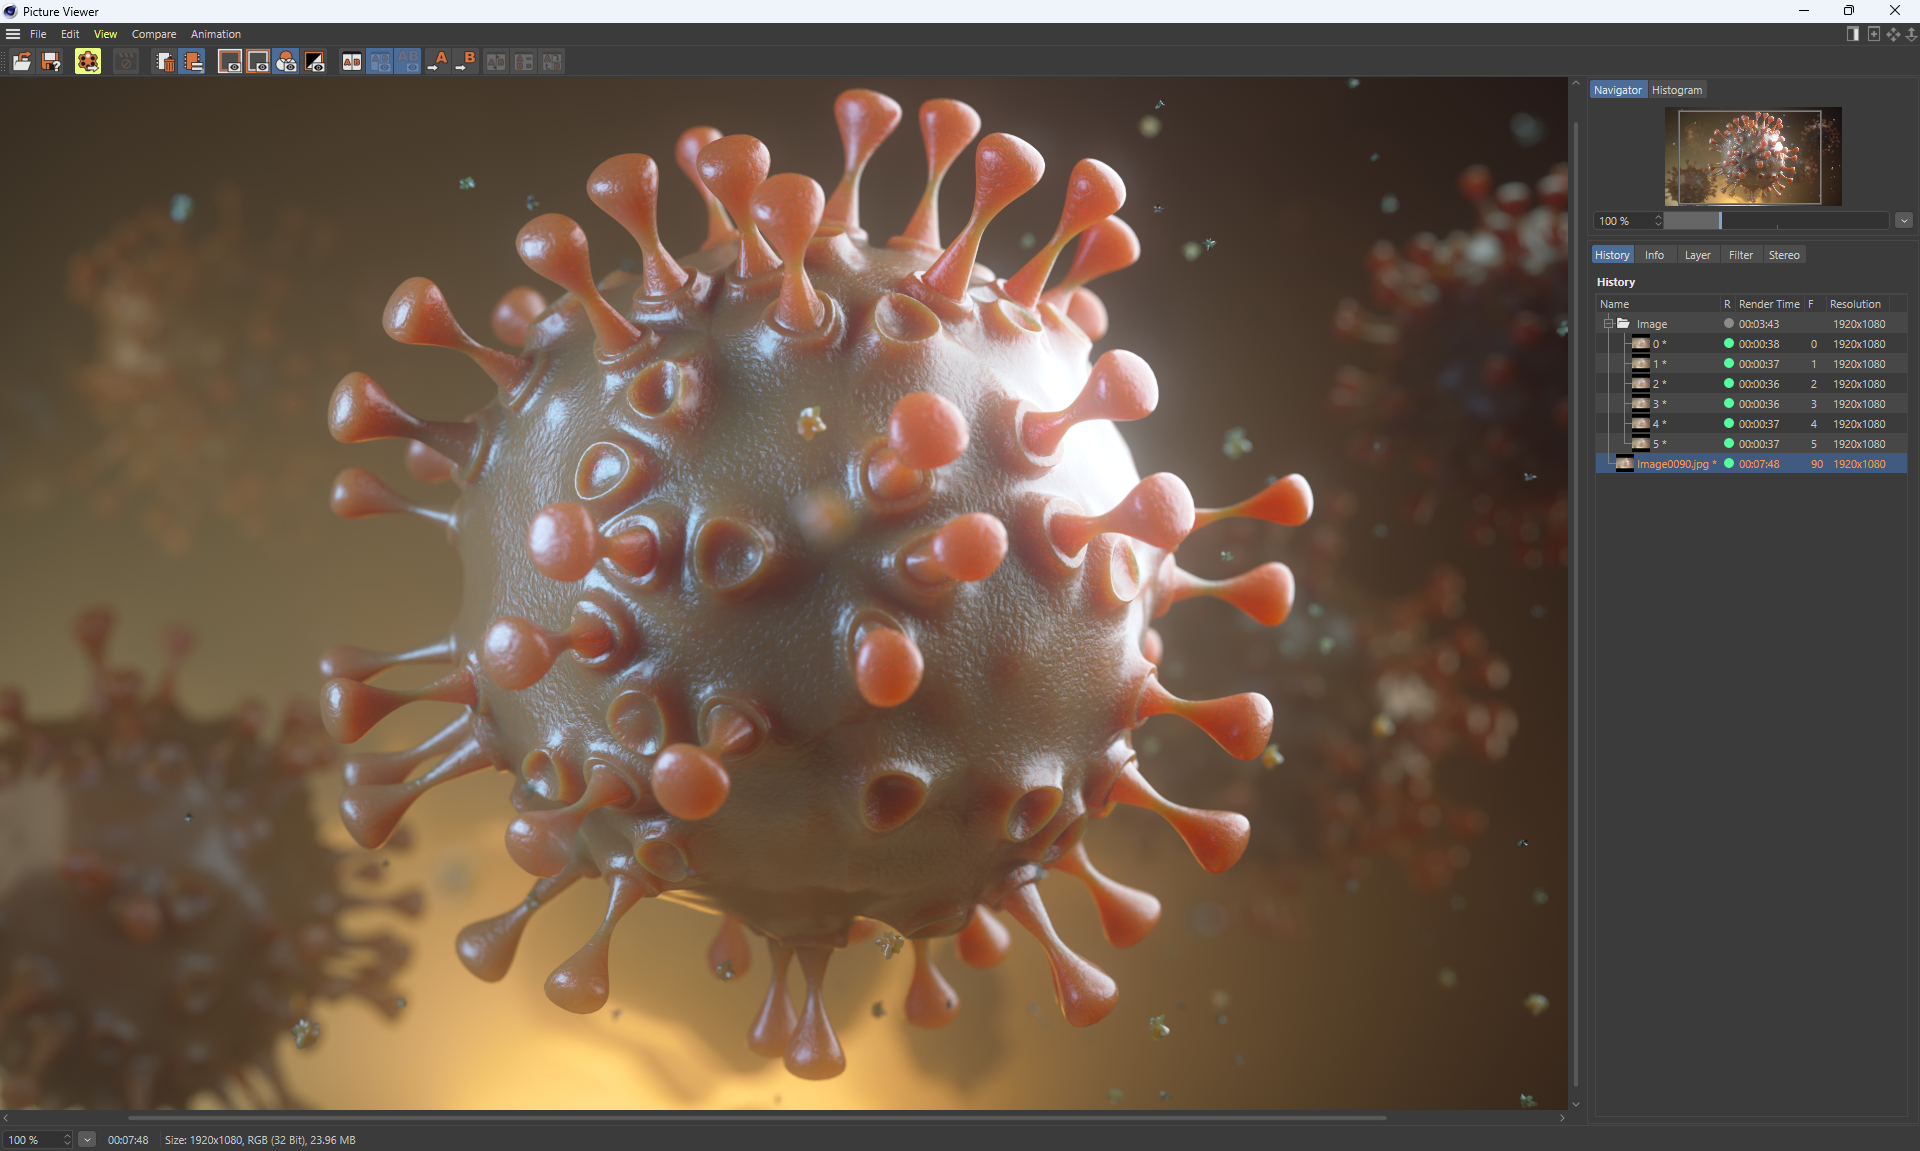 Picture Viewer
File Edit View Compare Animation
A B
Navigator Histogram
100 %
History Info Layer Filter Stereo
History
Name R Render Time F Resolution
Image 00:03:43 1920x1080
0 * 00:00:38 0 1920x1080
1 * 00:00:37 1 1920x1080
2 * 00:00:36 2 1920x1080
3 * 00:00:36 3 1920x1080
4 * 00:00:37 4 1920x1080
5 * 00:00:37 5 1920x1080
Image0090.jpg * 00:07:48 90 1920x1080
100 % 00:07:48 Size: 1920x1080, RGB (32 Bit), 23.96 MB